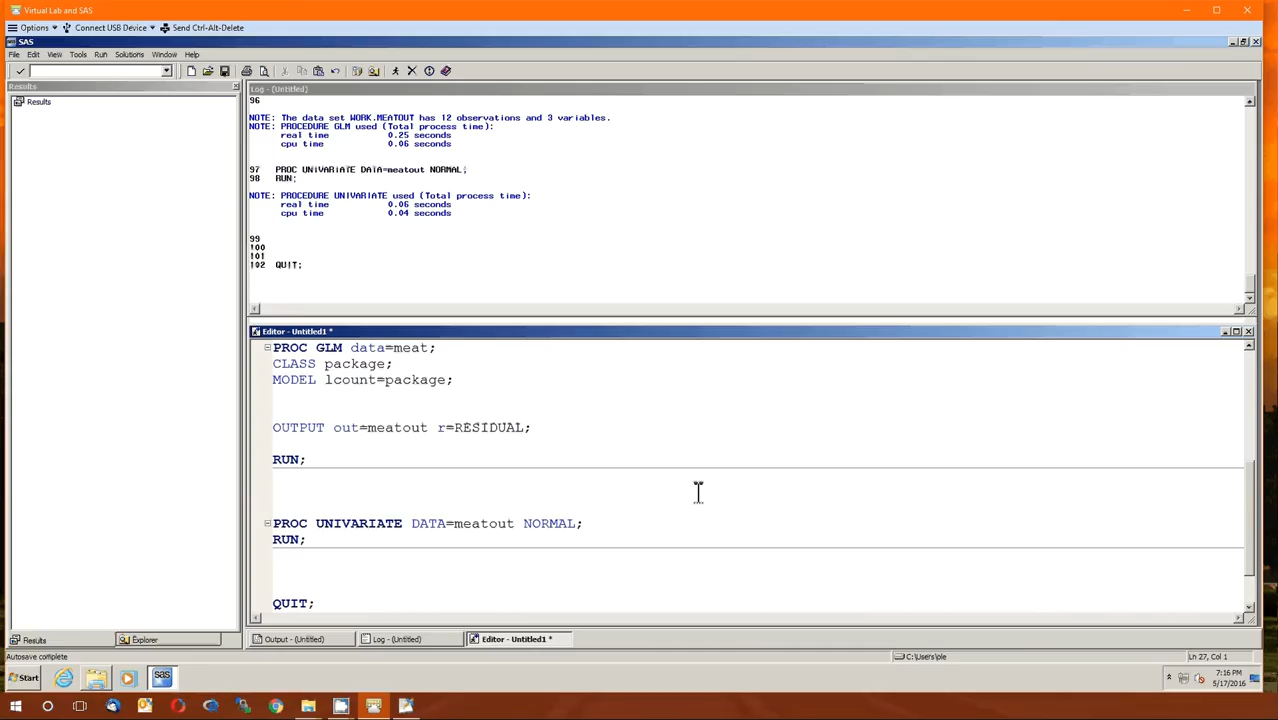 Virtual Lab and SAS
Options Connect USB Device Send Ctrl-Alt-Delete
SAS
File Edit View Tools Run Solutions Window Help
Results
Results
Log - (Untitled)
96
NOTE: The data set WORK.MEATOUT has 12 observations and 3 variables.
NOTE: PROCEDURE GLM used (Total process time):
real time 0.25 seconds
cpu time 0.06 seconds
97 PROC UNIVARIATE DATA=meatout NORMAL;
98 RUN;
NOTE: PROCEDURE UNIVARIATE used (Total process time):
real time 0.06 seconds
cpu time 0.04 seconds
99
100
101
102 QUIT;
Editor - Untitled1 *
PROC GLM data=meat;
CLASS package;
MODEL lcount=package;
OUTPUT out=meatout r=RESIDUAL;
RUN;
PROC UNIVARIATE DATA=meatout NORMAL;
RUN;
QUIT;
Results Explorer Output - (Untitled) Log - (Untitled) Editor - Untitled1 *
Autosave complete C:\Users\ple Ln 27, Col 1
Start sas 7:16 PM
5/17/2016